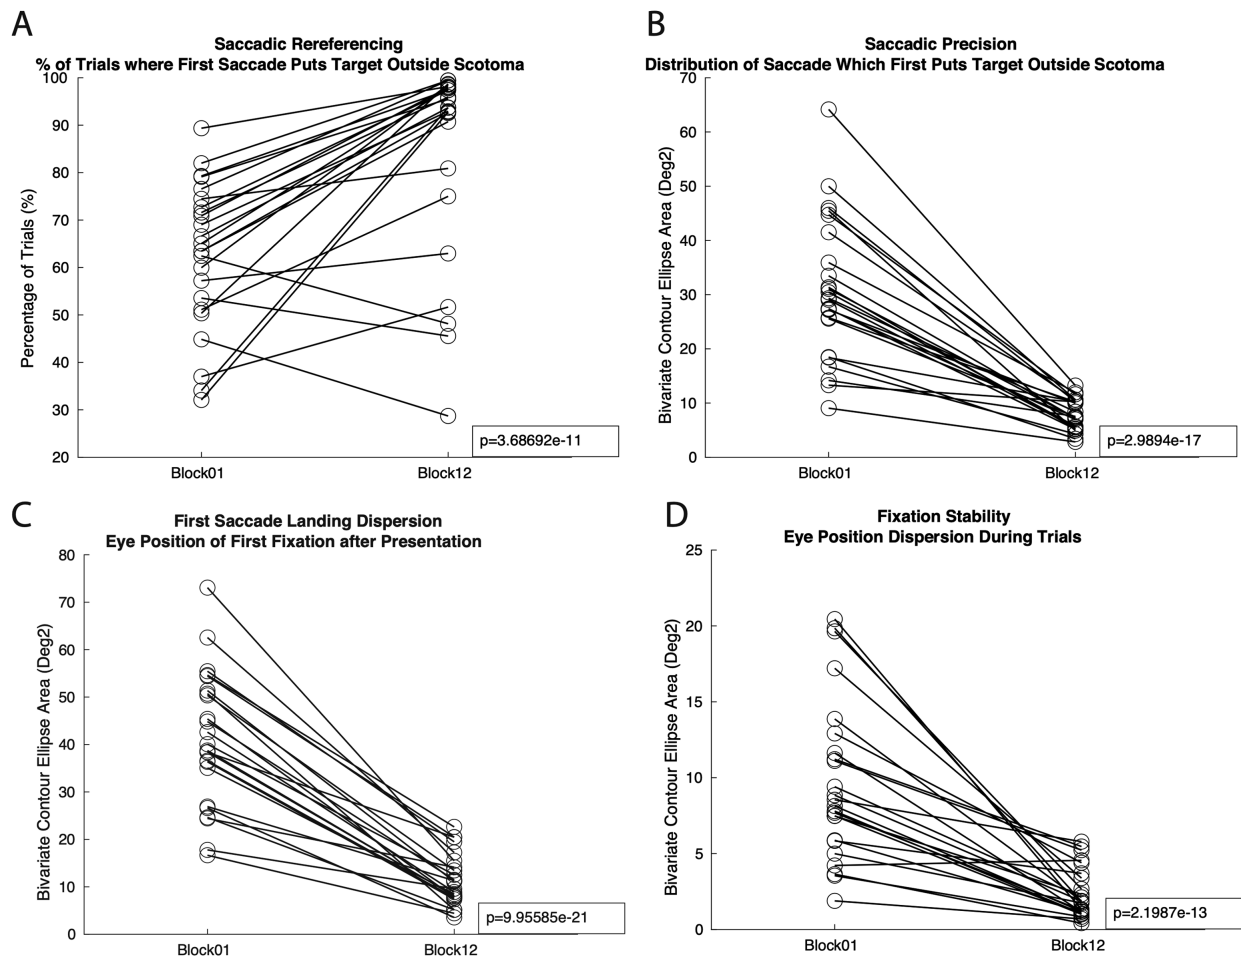 A
Saccadic Rereferencing
% of Trials where First Saccade Puts Target Outside Scotoma
100
90
80
70
60
50
40
30
20
Percentage of Trials (%)
Block01
Block12
p=3.68692e-11
B
Saccadic Precision
Distribution of Saccade Which First Puts Target Outside Scotoma
70
60
50
40
30
20
10
0
Bivariate Contour Ellipse Area (Deg2)
Block01
Block12
p=2.9894e-17
C
First Saccade Landing Dispersion
Eye Position of First Fixation after Presentation
80
70
60
50
40
30
20
10
0
Bivariate Contour Ellipse Area (Deg2)
Block01
Block12
p=9.95585e-21
D
Fixation Stability
Eye Position Dispersion During Trials
25
20
15
10
5
0
Bivariate Contour Ellipse Area (Deg2)
Block01
Block12
p=2.1987e-13